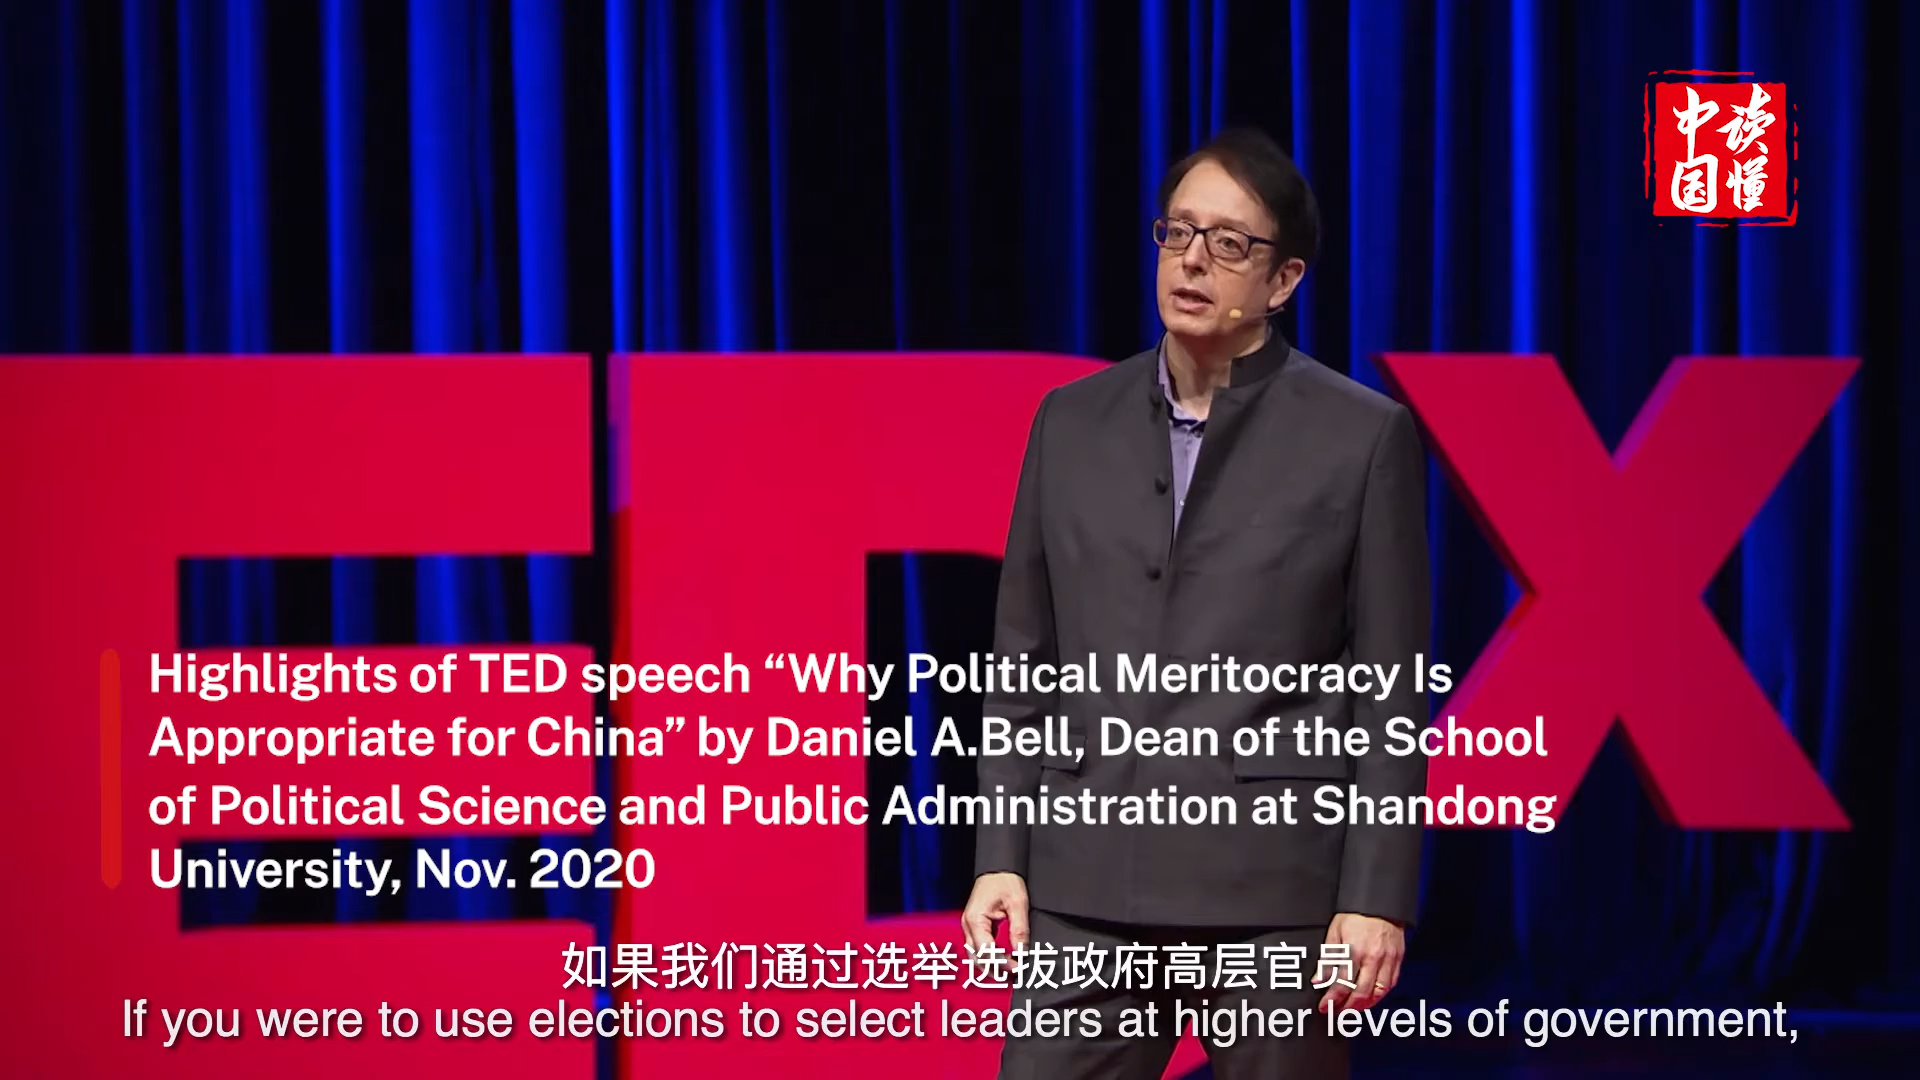 读懂
中国
EDX
Highlights of TED speech “Why Political Meritocracy Is
Appropriate for China” by Daniel A.Bell, Dean of the School
of Political Science and Public Administration at Shandong
University, Nov. 2020
如果我们通过选举选拔政府高层官员
If you were to use elections to select leaders at higher levels of government,